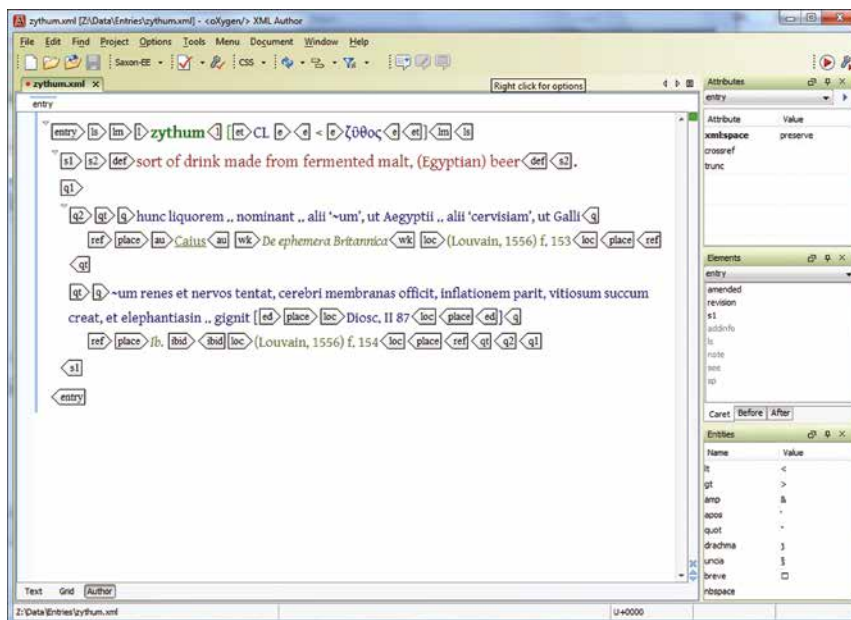 zythum.xml [Z:\Data\Entries\zythum.xml] - <oXygen/> XML Author
File Edit Find Project Options Tools Menu Document Window Help
Saxon-EE CSS
zythum.xml
Right click for options
entry
entry ls lm l zythum l [et CL e e < e ζῦθος e et] lm ls
s1 s2 def sort of drink made from fermented malt, (Egyptian) beer def s2 .
q1
q2 qt q hunc liquorem .. nominant .. alii ‘~um’, ut Aegyptii .. alii ‘cervisiam’, ut Galli q
ref place au Caius au wk De ephemera Britannica wk loc (Louvain, 1556) f. 153 loc place ref
qt
qt q ~um renes et nervos tentat, cerebri membranas officit, inflationem parit, vitiosum succum
creat, et elephantiasin .. gignit [ed place loc Diosc. II 87 loc place ed] q
ref place Ib. ibid ibid loc (Louvain, 1556) f. 154 loc place ref qt q2 q1
s1
entry
Text Grid Author
Z:\Data\Entries\zythum.xml U+0000
Attributes
entry
Attribute Value
xml:space preserve
crossref
trunc
Elements
entry
amended
revision
s1
addinfo
ls
note
see
sp
Caret Before After
Entities
Name Value
lt <
gt >
amp &
apos '
quot "
drachma
uncia
breve
nbspace